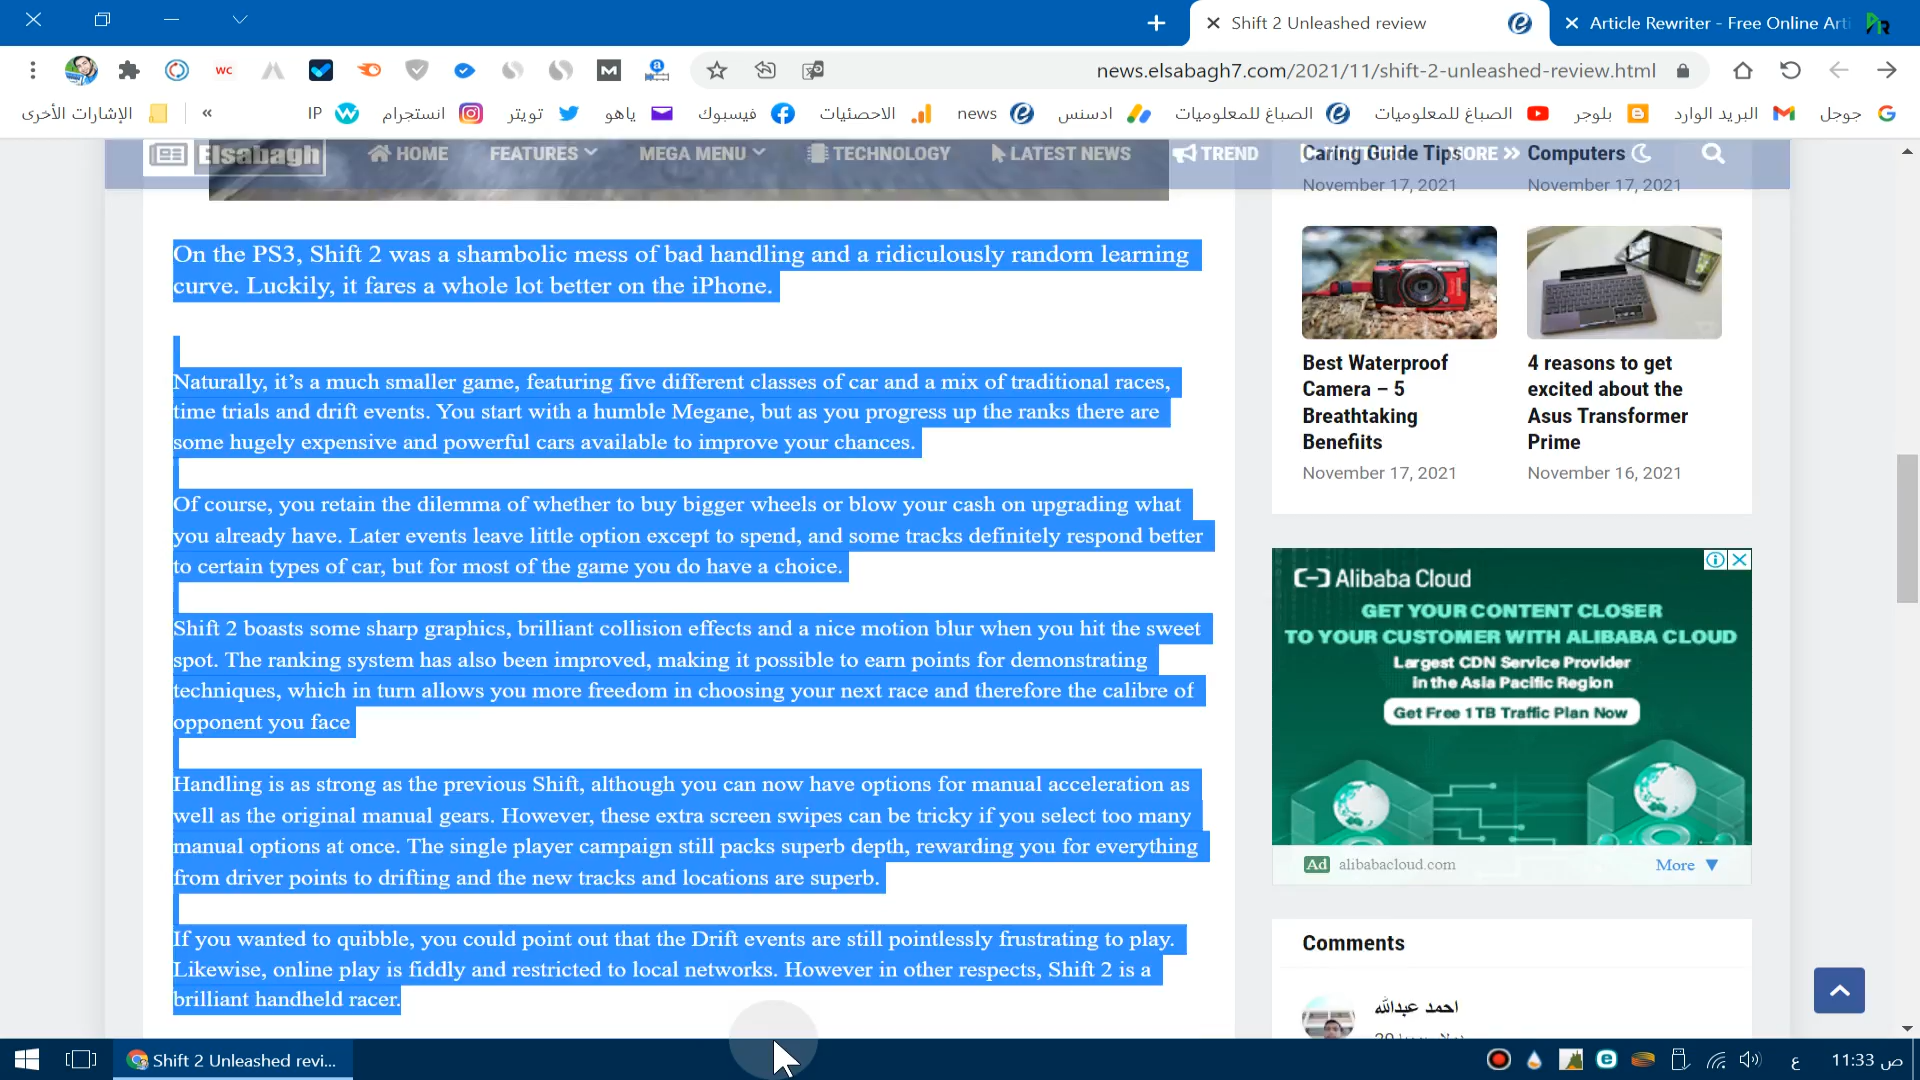 Shift 2 Unleashed review
Article Rewriter - Free Online Arti
news.elsabagh7.com/2021/11/shift-2-unleashed-review.html
جوجل
البريد الوارد
بلوجر
الصباغ للمعلوميات
الصباغ للمعلوميات
ادسنس
news
الاحصئيات
فيسبوك
ياهو
تويتر
انستجرام
IP
«
الإشارات الأخرى
Elsabagh
HOME
FEATURES
MEGA MENU
TECHNOLOGY
LATEST NEWS
TREND
MORE
Caring Guide Tips
November 17, 2021
Computers
November 17, 2021
On the PS3, Shift 2 was a shambolic mess of bad handling and a ridiculously random learning
curve. Luckily, it fares a whole lot better on the iPhone.
Naturally, it’s a much smaller game, featuring five different classes of car and a mix of traditional races,
time trials and drift events. You start with a humble Megane, but as you progress up the ranks there are
some hugely expensive and powerful cars available to improve your chances.
Of course, you retain the dilemma of whether to buy bigger wheels or blow your cash on upgrading what
you already have. Later events leave little option except to spend, and some tracks definitely respond better
to certain types of car, but for most of the game you do have a choice.
Shift 2 boasts some sharp graphics, brilliant collision effects and a nice motion blur when you hit the sweet
spot. The ranking system has also been improved, making it possible to earn points for demonstrating
techniques, which in turn allows you more freedom in choosing your next race and therefore the calibre of
opponent you face
Handling is as strong as the previous Shift, although you can now have options for manual acceleration as
well as the original manual gears. However, these extra screen swipes can be tricky if you select too many
manual options at once. The single player campaign still packs superb depth, rewarding you for everything
from driver points to drifting and the new tracks and locations are superb.
If you wanted to quibble, you could point out that the Drift events are still pointlessly frustrating to play.
Likewise, online play is fiddly and restricted to local networks. However in other respects, Shift 2 is a
brilliant handheld racer.
Best Waterproof
Camera – 5
Breathtaking
Benefiits
November 17, 2021
4 reasons to get
excited about the
Asus Transformer
Prime
November 16, 2021
Alibaba Cloud
GET YOUR CONTENT CLOSER
TO YOUR CUSTOMER WITH ALIBABA CLOUD
Largest CDN Service Provider
in the Asia Pacific Region
Get Free 1TB Traffic Plan Now
Ad alibabacloud.com
More
Comments
احمد عبدالله
Shift 2 Unleashed revi...
ع
11:33 ص